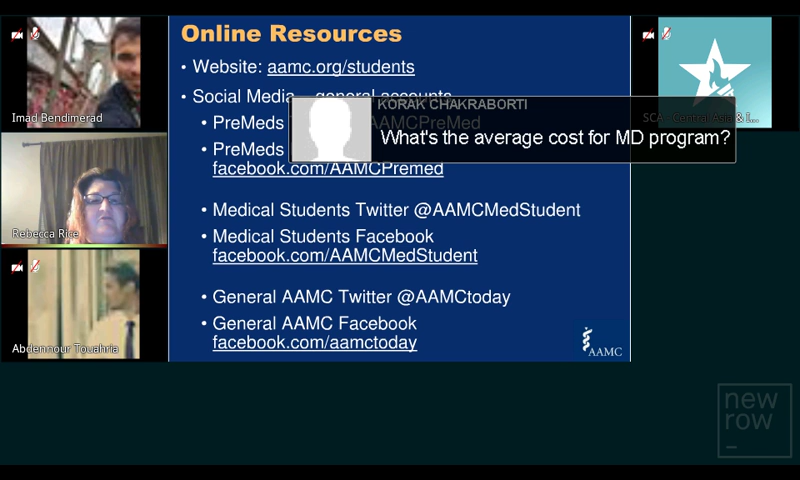 Online Resources
• Website: aamc.org/students
• Social Media – general accounts
KORAK CHAKRABORTI
What's the average cost for MD program?
• PreMeds AAMCPreMed
• PreMeds
facebook.com/AAMCPremed
• Medical Students Twitter @AAMCMedStudent
• Medical Students Facebook
facebook.com/AAMCMedStudent
• General AAMC Twitter @AAMCtoday
• General AAMC Facebook
facebook.com/aamctoday
AAMC
Imad Bendimerad
Rebecca Rice
Abdennour Touahria
SCA - Central Asia & I...
new
row